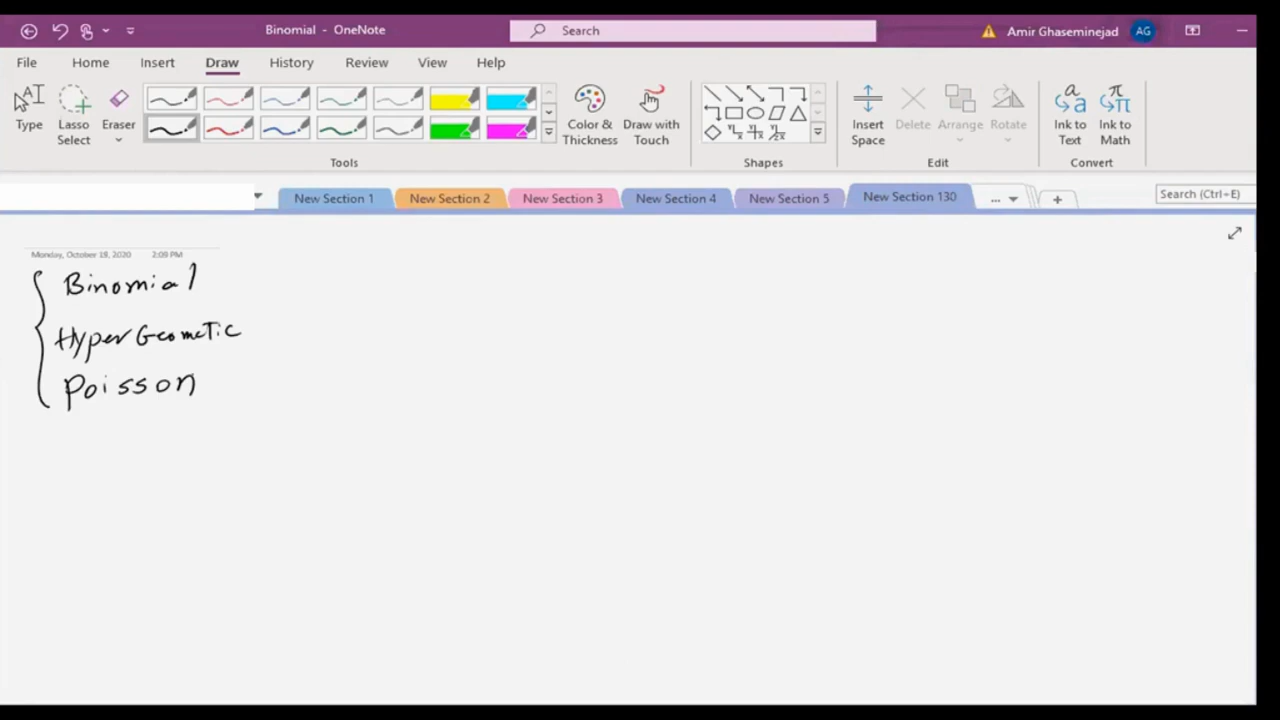 Binomial - OneNote
Search
Amir Ghaseminejad
AG
File Home Insert Draw History Review View Help
Type
Lasso Select
Eraser
Color & Thickness
Draw with Touch
Insert Space
Delete
Arrange
Rotate
Ink to Text
Ink to Math
Tools
Shapes
Edit
Convert
New Section 1
New Section 2
New Section 3
New Section 4
New Section 5
New Section 130
...
Search (Ctrl+E)
Monday, October 19, 2020 2:09 PM
Binomial
HyperGeometic
Poisson